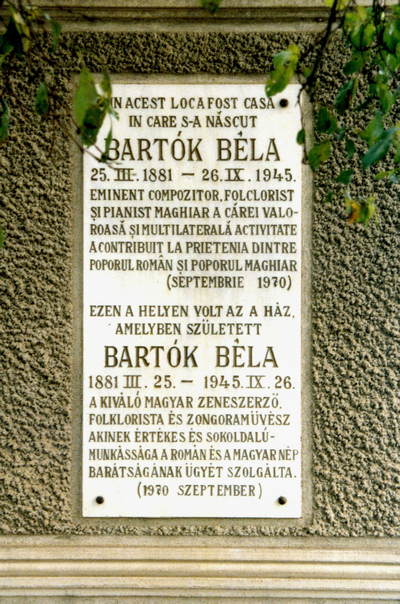 IN ACEST LOC A FOST CASA
IN CARE S-A NĂSCUT
BARTÓK BÉLA
25. III. 1881 — 26. IX. 1945.
EMINENT COMPOZITOR, FOLCLORIST
ȘI PIANIST MAGHIAR A CĂREI VALO-
ROASĂ ȘI MULTILATERALĂ ACTIVITATE
A CONTRIBUIT LA PRIETENIA DINTRE
POPORUL ROMÂN ȘI POPORUL MAGHIAR
(SEPTEMBRIE 1970)
EZEN A HELYEN VOLT AZ A HÁZ,
AMELYBEN SZÜLETETT
BARTÓK BÉLA
1881 III. 25. — 1945. IX. 26.
A KIVÁLÓ MAGYAR ZENESZERZŐ,
FOLKLORISTA ÉS ZONGORAMŰVÉSZ
AKINEK ÉRTÉKES ÉS SOKOLDALÚ-
MUNKÁSSÁGA A ROMÁN ÉS A MAGYAR NÉP
BARÁTSÁGÁNAK ÜGYÉT SZOLGÁLTA.
(1970 SZEPTEMBER)